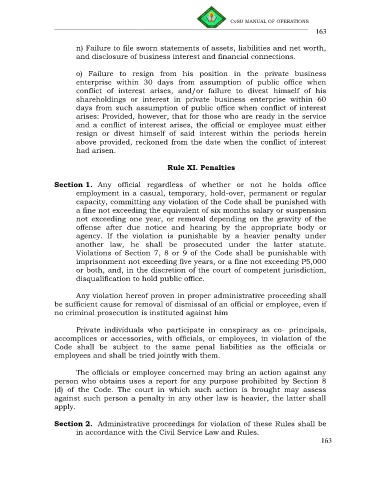 CvSU MANUAL OF OPERATIONS
163
n) Failure to file sworn statements of assets, liabilities and net worth,
and disclosure of business interest and financial connections.
o) Failure to resign from his position in the private business
enterprise within 30 days from assumption of public office when
conflict of interest arises, and/or failure to divest himself of his
shareholdings or interest in private business enterprise within 60
days from such assumption of public office when conflict of interest
arises: Provided, however, that for those who are ready in the service
and a conflict of interest arises, the official or employee must either
resign or divest himself of said interest within the periods herein
above provided, reckoned from the date when the conflict of interest
had arisen.
Rule XI. Penalties
Section 1. Any official regardless of whether or not he holds office
employment in a casual, temporary, hold-over, permanent or regular
capacity, committing any violation of the Code shall be punished with
a fine not exceeding the equivalent of six months salary or suspension
not exceeding one year, or removal depending on the gravity of the
offense after due notice and hearing by the appropriate body or
agency. If the violation is punishable by a heavier penalty under
another law, he shall be prosecuted under the latter statute.
Violations of Section 7, 8 or 9 of the Code shall be punishable with
imprisonment not exceeding five years, or a fine not exceeding P5,000
or both, and, in the discretion of the court of competent jurisdiction,
disqualification to hold public office.
Any violation hereof proven in proper administrative proceeding shall
be sufficient cause for removal of dismissal of an official or employee, even if
no criminal prosecution is instituted against him
Private individuals who participate in conspiracy as co- principals,
accomplices or accessories, with officials, or employees, in violation of the
Code shall be subject to the same penal liabilities as the officials or
employees and shall be tried jointly with them.
The officials or employee concerned may bring an action against any
person who obtains uses a report for any purpose prohibited by Section 8
(d) of the Code. The court in which such action is brought may assess
against such person a penalty in any other law is heavier, the latter shall
apply.
Section 2. Administrative proceedings for violation of these Rules shall be
in accordance with the Civil Service Law and Rules.
163